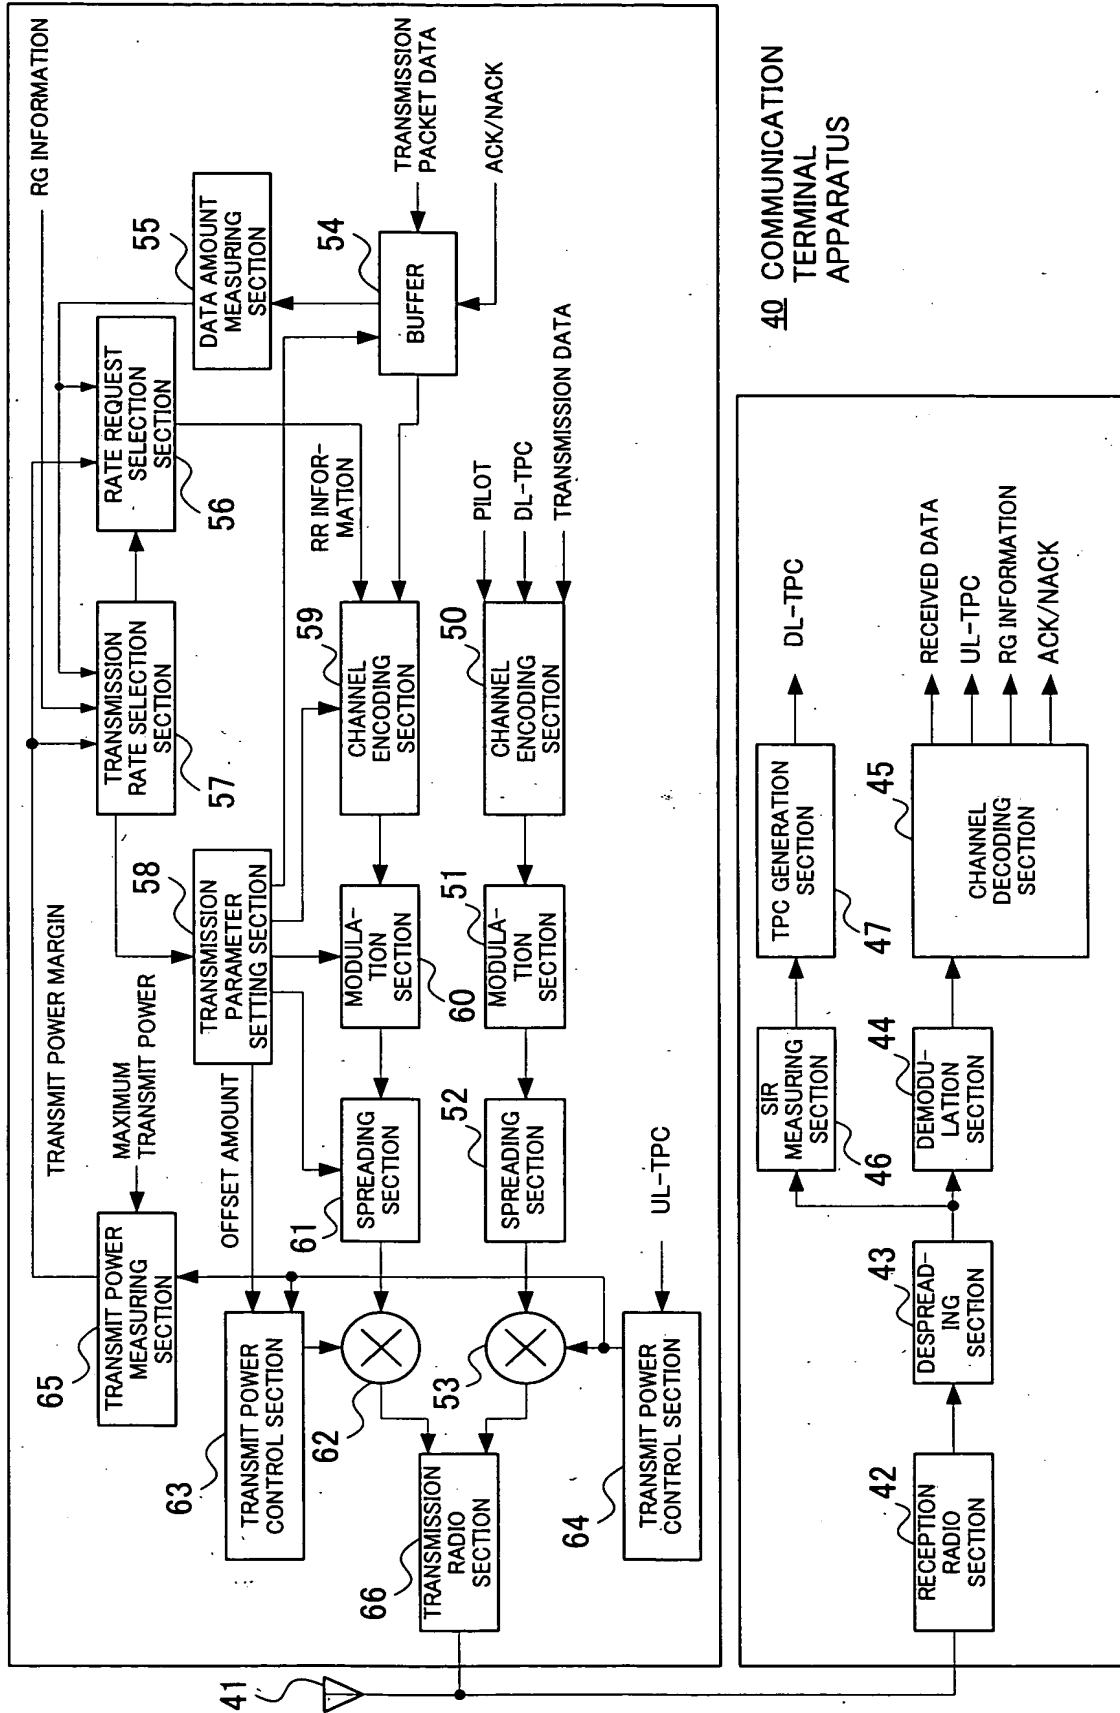 RG INFORMATION
TRANSMIT POWER MARGIN
MAXIMUM
TRANSMIT POWER
65
TRANSMIT POWER
MEASURING
SECTION
57
TRANSMISSION
RATE SELECTION
SECTION
56
RATE REQUEST
SELECTION
SECTION
55
DATA AMOUNT
MEASURING
SECTION
58
TRANSMISSION
PARAMETER
SETTING SECTION
OFFSET AMOUNT
63
TRANSMIT POWER
CONTROL SECTION
RR INFOR-
MATION
54
BUFFER
TRANSMISSION
PACKET DATA
ACK/NACK
62
61
SPREADING
SECTION
60
MODULA-
TION
SECTION
59
CHANNEL
ENCODING
SECTION
41
66
TRANSMISSION
RADIO
SECTION
53
52
SPREADING
SECTION
51
MODULA-
TION
SECTION
50
CHANNEL
ENCODING
SECTION
PILOT
DL-TPC
TRANSMISSION DATA
64
TRANSMIT POWER
CONTROL SECTION
UL-TPC
40 COMMUNICATION
TERMINAL
APPARATUS
46
SIR
MEASURING
SECTION
47
TPC GENERATION
SECTION
DL-TPC
42
RECEPTION
RADIO
SECTION
43
DESPREAD-
ING
SECTION
44
DEMODU-
LATION
SECTION
45
CHANNEL
DECODING
SECTION
RECEIVED DATA
UL-TPC
RG INFORMATION
ACK/NACK